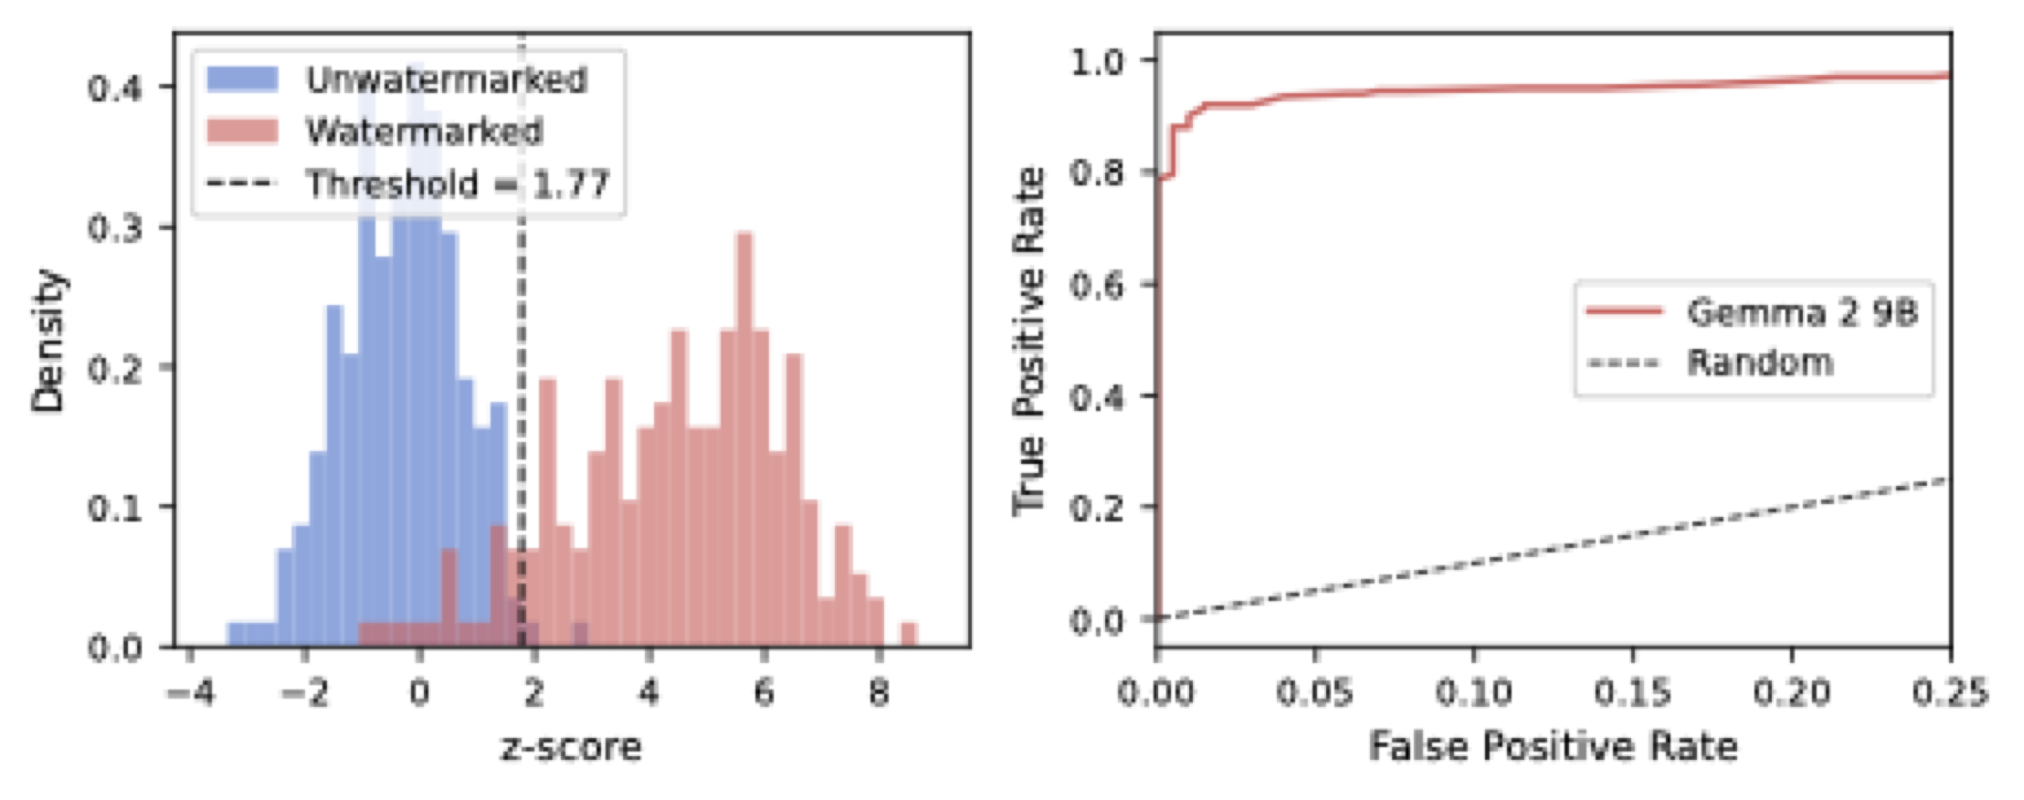 Unwatermarked
Watermarked
Threshold = 1.77
0.4
0.3
0.2
0.1
0.0
Density
−4 −2 0 2 4 6 8
z-score
1.0
0.8
0.6
0.4
0.2
0.0
True Positive Rate
Gemma 2 9B
Random
0.00 0.05 0.10 0.15 0.20 0.25
False Positive Rate